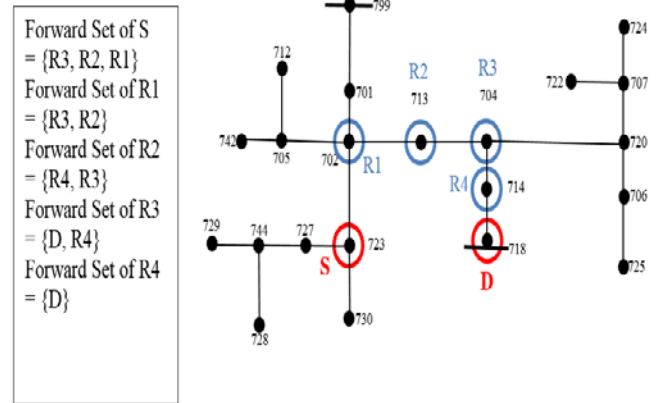 Forward Set of S
= {R3, R2, R1}
Forward Set of R1
= {R3, R2}
Forward Set of R2
= {R4, R3}
Forward Set of R3
= {D, R4}
Forward Set of R4
= {D}
799
724
712
R2
R3
701
713
704
722
707
742
705
702
R1
720
R4
714
706
729
744
727
723
718
S
D
725
730
728